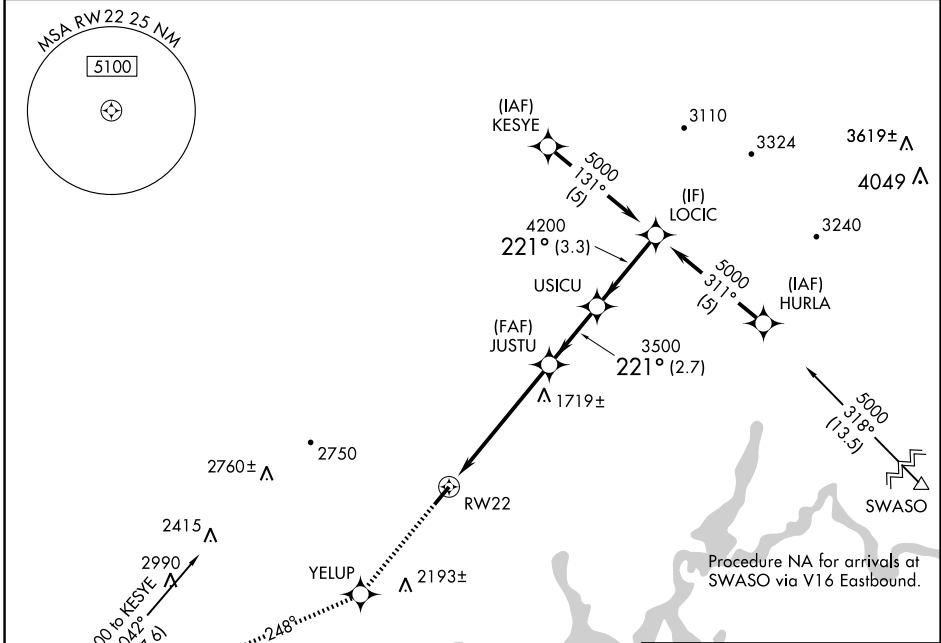 MSA RW22 25 NM
5100
(IAF)
KESYE
3110
3324
3619±
4049
5000
131°
(5)
(IF)
LOCIC
3240
4200
221° (3.3)
5000
311°
(5)
(IAF)
HURLA
USICU
(FAF)
JUSTU
3500
221° (2.7)
1719±
5000
318°
(13.5)
SWASO
2750
2760±
RW22
2415
2990
YELUP
2193±
Procedure NA for arrivals at
SWASO via V16 Eastbound.
to KESYE
042°
248°